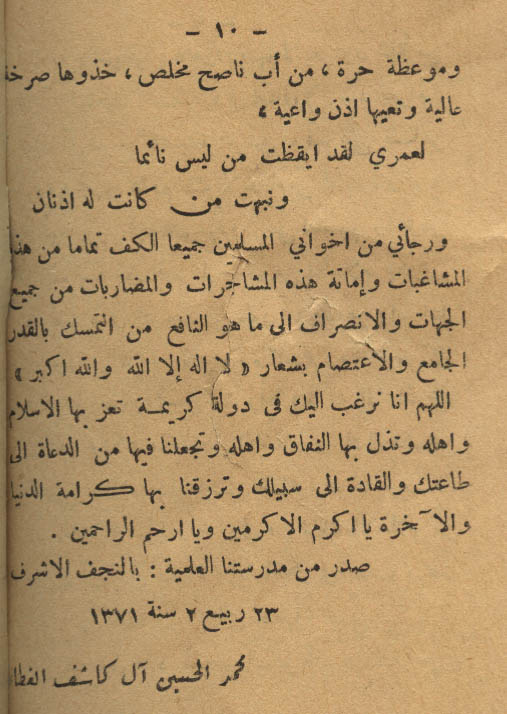 - ١٠ -
وموعظة حرة ، من أب ناصح مخلص ، خذوها صرخة
عالية وتعيها اذن واعية ،
لعمري لقد ايقظت من ليس نائما
ونبهت من كانت له اذنان
ورجائي من اخواني المسلمين جميعا الكف تماما من هذه
المشاغبات وإماتة هذه المشاجرات والمضاربات من جميع
الجهات والانصراف الى ما هو النافع من التمسك بالقدر
الجامع والاعتصام بشعار « لا اله إلا الله والله اكبر »
اللهم انا نرغب اليك في دولة كريمة تعز بها الاسلام
واهله وتذل بها النفاق واهله وتجعلنا فيها من الدعاة الى
طاعتك والقادة الى سبيلك وترزقنا بها كرامة الدنيا
والآخرة يا اكرم الاكرمين ويا ارحم الراحمين .
صدر من مدرستنا العلمية : بالنجف الاشرف
٢٣ ربيع ٢ سنة ١٣٧١
محمد الحسين آل كاشف الغطاء